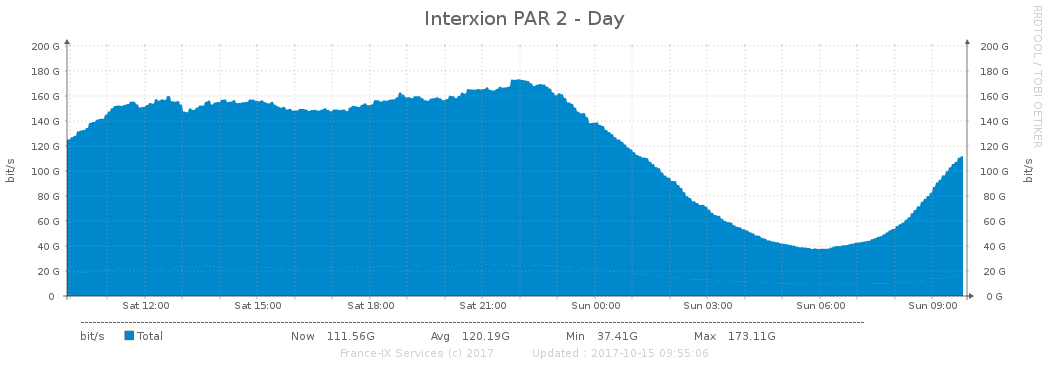 Interxion PAR 2 - Day
RRDTOOL / TOBI OETIKER
200 G 200 G
180 G 180 G
160 G 160 G
140 G 140 G
120 G 120 G
100 G 100 G
80 G 80 G
60 G 60 G
40 G 40 G
20 G 20 G
0 0 G
bit/s
bit/s
Sat 12:00 Sat 15:00 Sat 18:00 Sat 21:00 Sun 00:00 Sun 03:00 Sun 06:00 Sun 09:00
bit/s Total Now 111.56G Avg 120.19G Min 37.41G Max 173.11G
France-IX Services (c) 2017 Updated : 2017-10-15 09:55:06